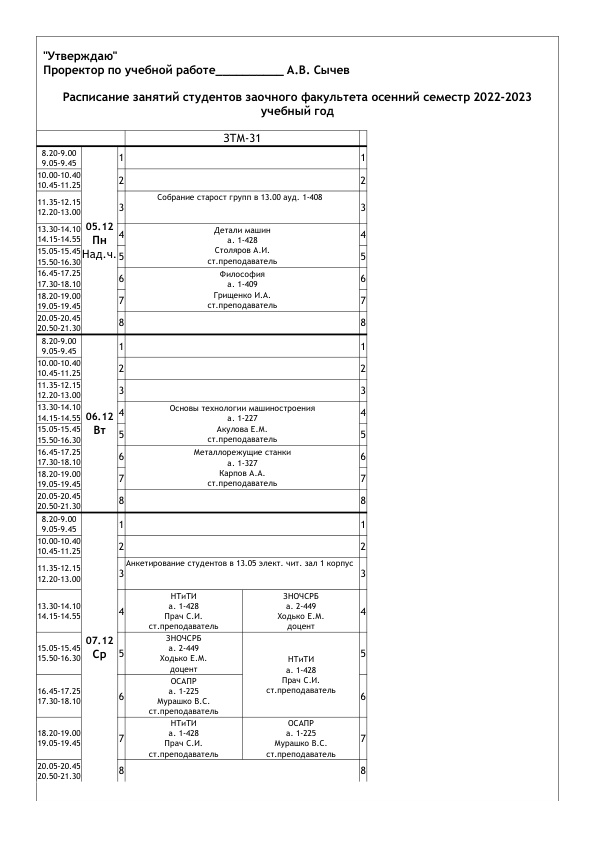 "Утверждаю"
Проректор по учебной работе___________ А.В. Сычев
Расписание занятий студентов заочного факультета осенний семестр 2022-2023
учебный год
ЗТМ-31
8.20-9.00
9.05-9.45
1
1
10.00-10.40
10.45-11.25
2
2
11.35-12.15
12.20-13.00
3
Собрание старост групп в 13.00 ауд. 1-408
3
05.12
Пн
Над.ч.
13.30-14.10
14.15-14.55
4
Детали машин
а. 1-428
4
15.05-15.45
15.50-16.30
5
Столяров А.И.
ст.преподаватель
5
16.45-17.25
17.30-18.10
6
Философия
а. 1-409
6
18.20-19.00
19.05-19.45
7
Грищенко И.А.
ст.преподаватель
7
20.05-20.45
20.50-21.30
8
8
8.20-9.00
9.05-9.45
1
1
10.00-10.40
10.45-11.25
2
2
11.35-12.15
12.20-13.00
3
3
06.12
Вт
13.30-14.10
14.15-14.55
4
Основы технологии машиностроения
а. 1-227
4
15.05-15.45
15.50-16.30
5
Акулова Е.М.
ст.преподаватель
5
16.45-17.25
17.30-18.10
6
Металлорежущие станки
а. 1-327
6
18.20-19.00
19.05-19.45
7
Карпов А.А.
ст.преподаватель
7
20.05-20.45
20.50-21.30
8
8
8.20-9.00
9.05-9.45
1
1
10.00-10.40
10.45-11.25
2
2
11.35-12.15
12.20-13.00
3
Анкетирование студентов в 13.05 элект. чит. зал 1 корпус
3
07.12
Ср
13.30-14.10
14.15-14.55
4
НТиТИ
а. 1-428
Прач С.И.
ст.преподаватель
ЗНОЧСРБ
а. 2-449
Ходько Е.М.
доцент
4
15.05-15.45
15.50-16.30
5
ЗНОЧСРБ
а. 2-449
Ходько Е.М.
доцент
НТиТИ
а. 1-428
Прач С.И.
ст.преподаватель
5
16.45-17.25
17.30-18.10
6
ОСАПР
а. 1-225
Мурашко В.С.
ст.преподаватель
6
18.20-19.00
19.05-19.45
7
НТиТИ
а. 1-428
Прач С.И.
ст.преподаватель
ОСАПР
а. 1-225
Мурашко В.С.
ст.преподаватель
7
20.05-20.45
20.50-21.30
8
8